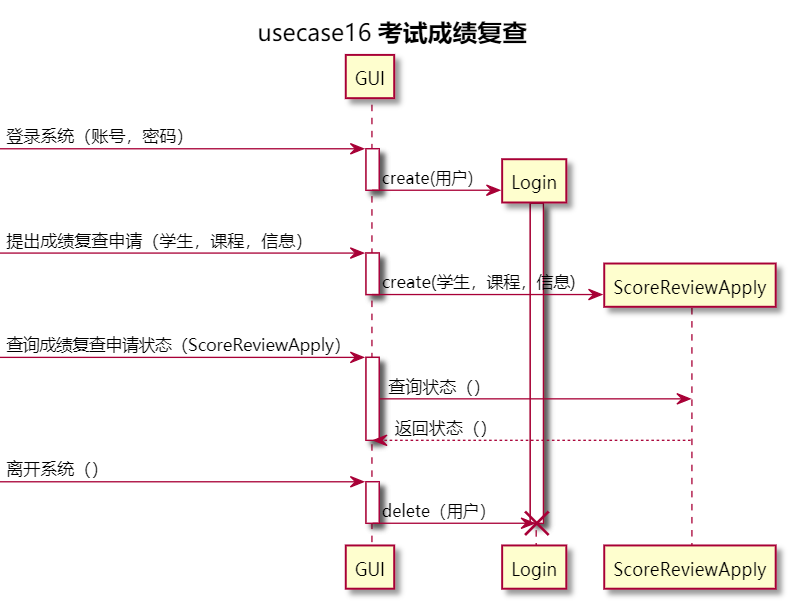 usecase16 考试成绩复查
GUI
登录系统（账号，密码）
create(用户)
Login
提出成绩复查申请（学生，课程，信息）
create(学生，课程，信息)
ScoreReviewApply
查询成绩复查申请状态（ScoreReviewApply）
查询状态（）
返回状态（）
离开系统（）
delete（用户）
GUI
Login
ScoreReviewApply